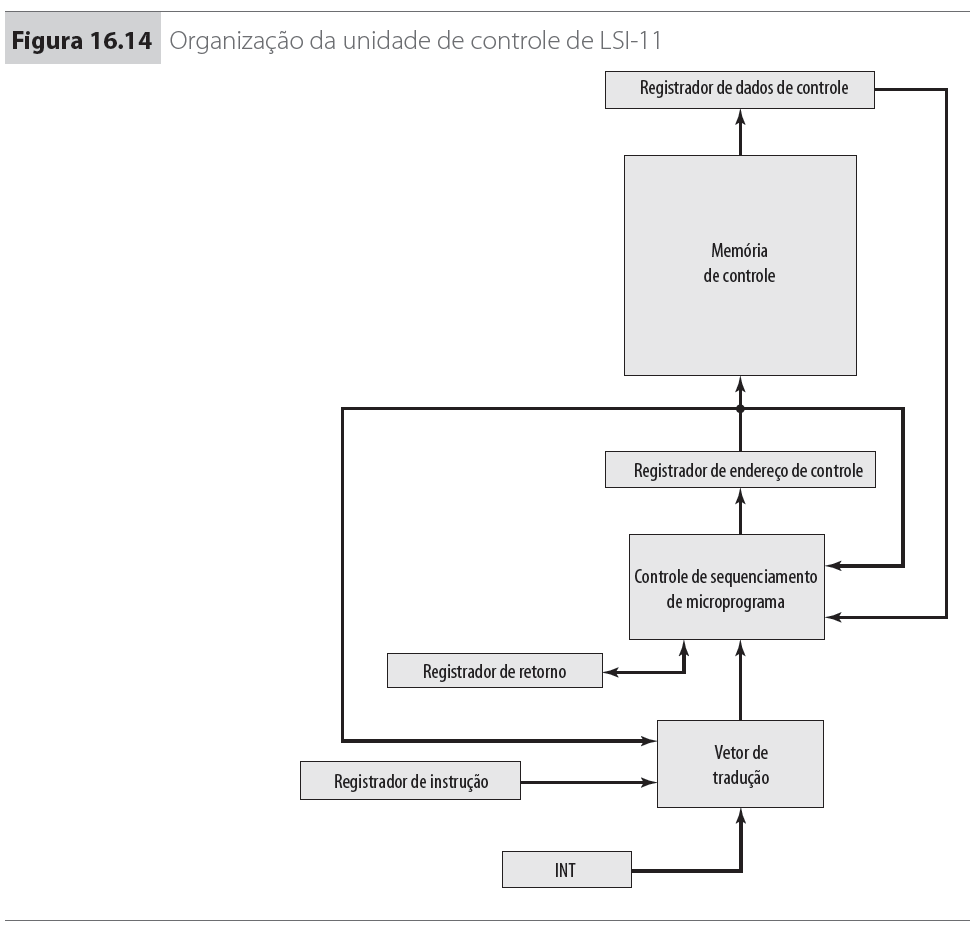 Figura 16.14 Organização da unidade de controle de LSI-11
Registrador de dados de controle
Memória
de controle
Registrador de endereço de controle
Controle de sequenciamento
de microprograma
Registrador de retorno
Vetor de
tradução
Registrador de instrução
INT